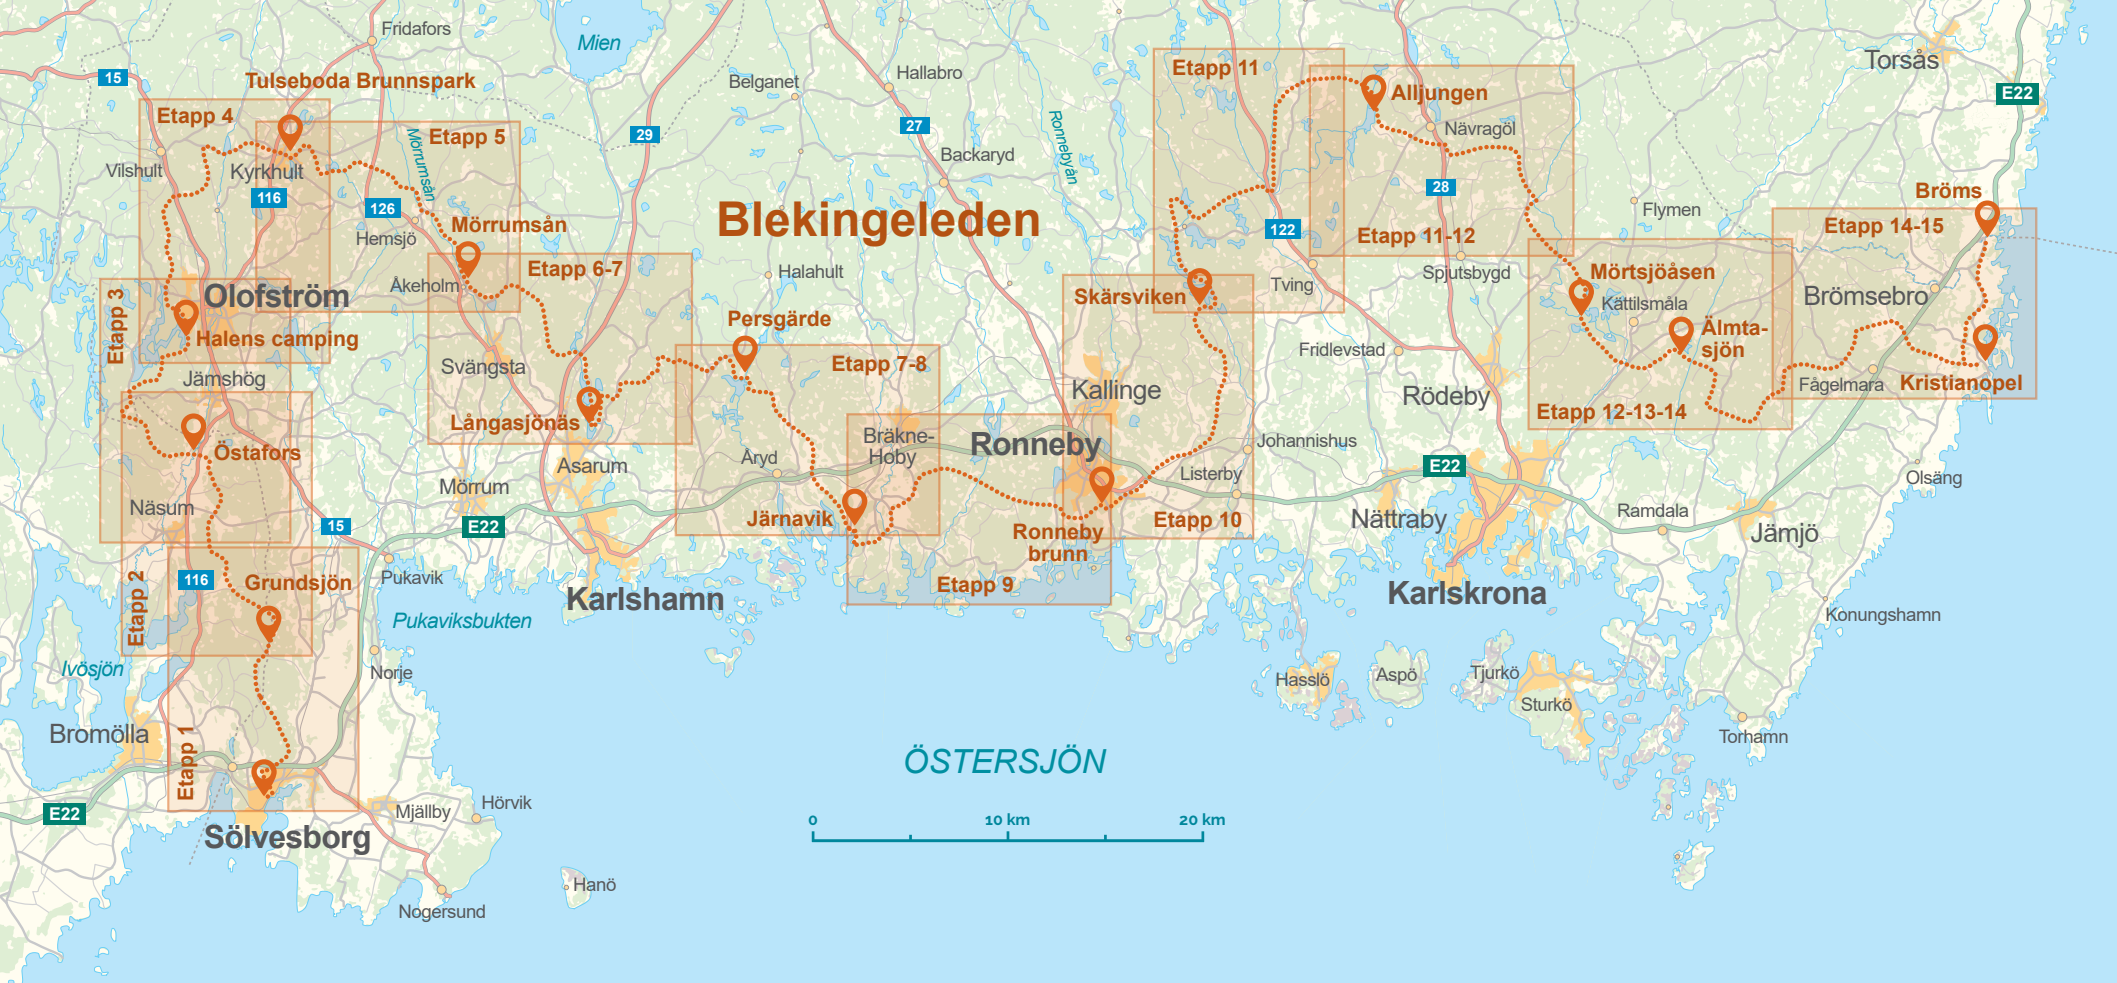 Fridafors
Mien
15
Tulseboda Brunnspark
Etapp 4
Etapp 5
Mörrumsån
29
Belganet
Hallabro
27
Backaryd
Ronnebyån
Etapp 11
Alljungen
Nävragöl
Torsås
E22
Vilshult
Kyrkhult
116
126
Hemsjö
Mörrumsån
Blekingeleden
122
28
Etapp 11-12
Flymen
Bröms
Etapp 14-15
Etapp 6-7
Åkeholm
Halahult
Tving
Spjutsbygd
Mörtsjöåsen
Kättilsmåla
Brömsebro
Skärsviken
Olofström
Etapp 3
Halens camping
Persgärde
Älmta-
sjön
Fridlevstad
Jämshög
Svängsta
Etapp 7-8
Kallinge
Rödeby
Fågelmara
Kristianopel
Etapp 12-13-14
Långasjönäs
Östafors
Asarum
Åryd
Bräkne-
Hoby
Ronneby
Johannishus
Listerby
E22
Olsäng
Näsum
Mörrum
E22
15
Järnavik
Ronneby
brunn
Etapp 10
Nättraby
Ramdala
Jämjö
Etapp 2
116
Grundsjön
Pukavik
Karlshamn
Etapp 9
Karlskrona
Konungshamn
Pukaviksbukten
Ivösjön
Norje
Hasslö
Aspö
Tjurkö
Sturkö
Torhamn
Bromölla
Etapp 1
ÖSTERSJÖN
E22
Sölvesborg
Mjällby
Hörvik
0
10 km
20 km
Hanö
Nogersund